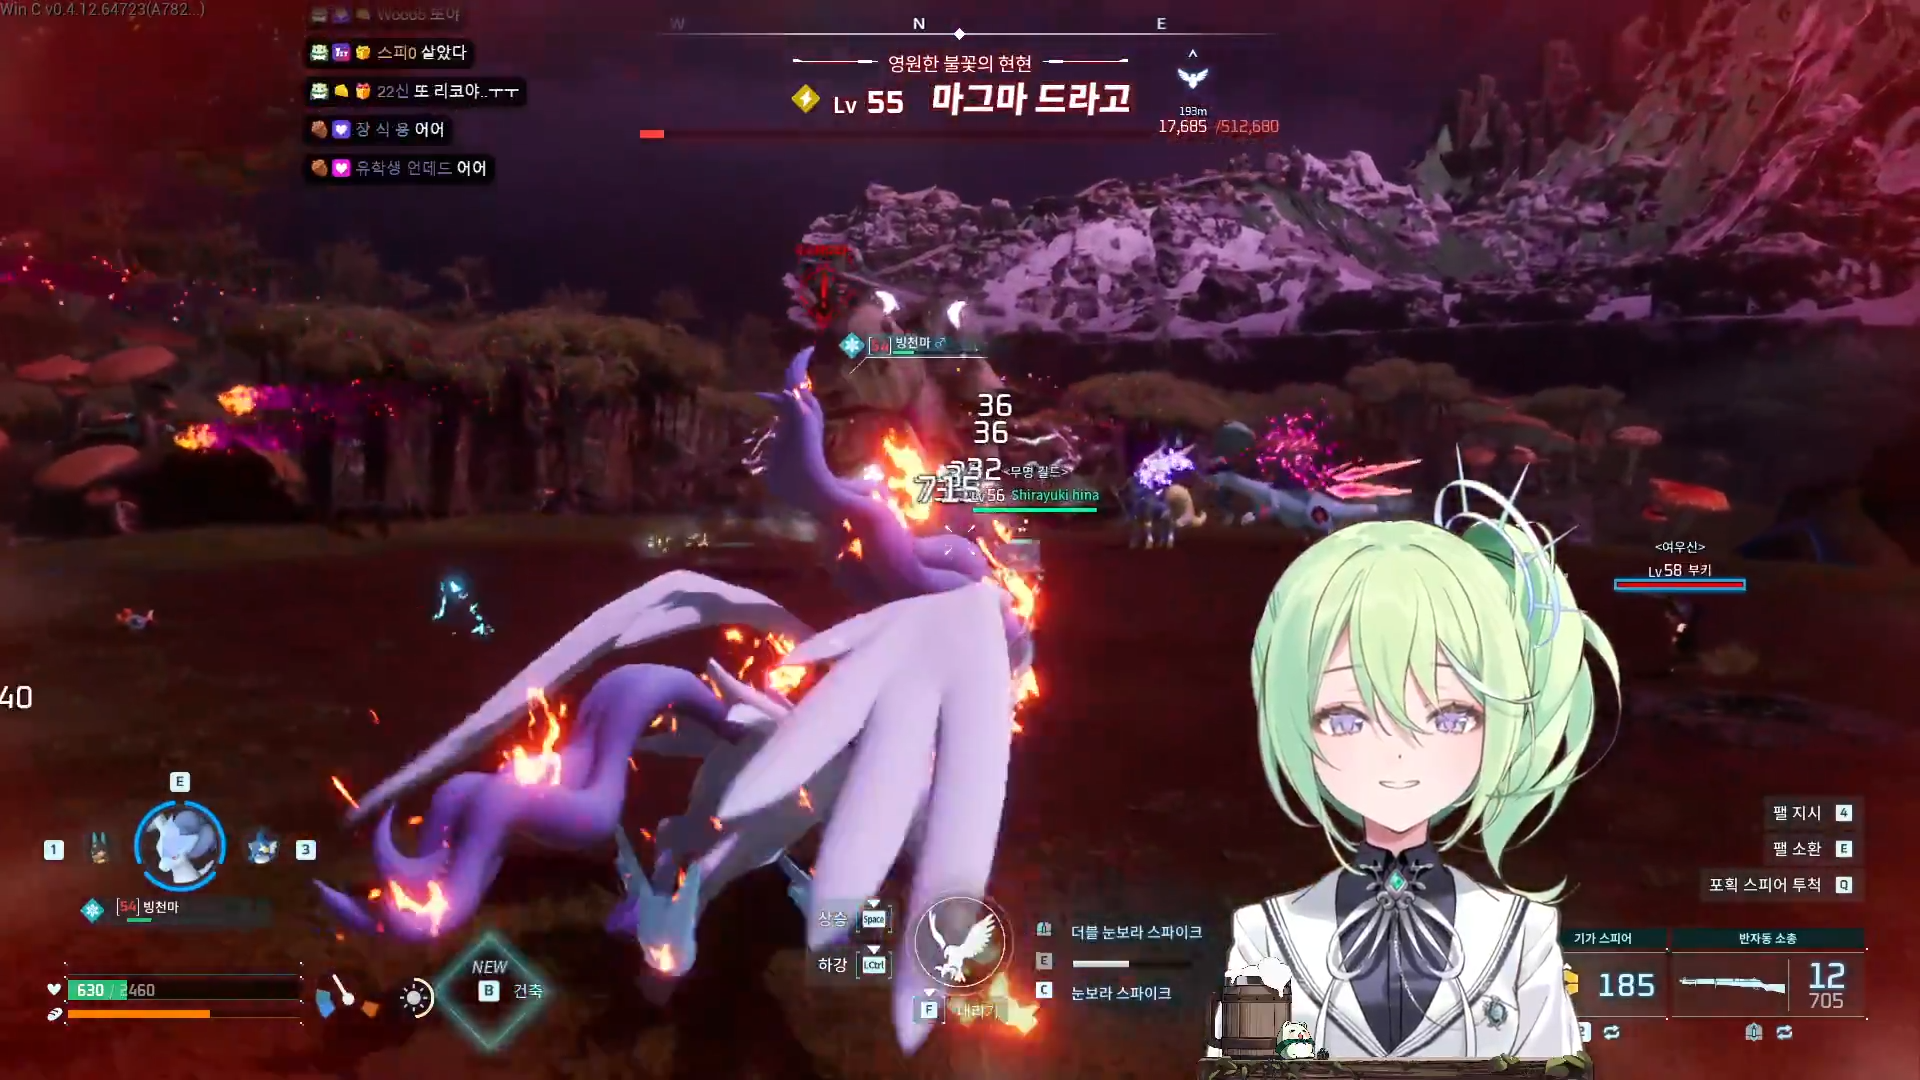 Win C v0.4.12.64723(A782...)
스피0 살았다
22신 또 리코야..ㅜㅜ
장 식 용 어어
유학생 언데드 어어
W
N
E
영원한 불꽃의 현현
Lv 55 마그마 드라고
193m
17,685 /512,680
[54] 빙천마 ♂
36
36
332
<무명 길드>
Lv 56 Shirayuki hina
<여우신>
Lv 58 부키
40
E
1
3
[54] 빙천마
630 / 2460
NEW
B 건축
상승 Space
하강 LCtrl
F 내리기
더블 눈보라 스파이크
E
C 눈보라 스파이크
팰 지시 4
팰 소환 E
포획 스피어 투척 Q
기가 스피어
185
반자동 소총
12
705